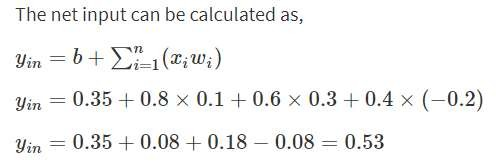 The net input can be calculated as,
y_in = b + ∑_{i=1}^{n}(x_i w_i)
y_in = 0.35 + 0.8 × 0.1 + 0.6 × 0.3 + 0.4 × (−0.2)
y_in = 0.35 + 0.08 + 0.18 − 0.08 = 0.53